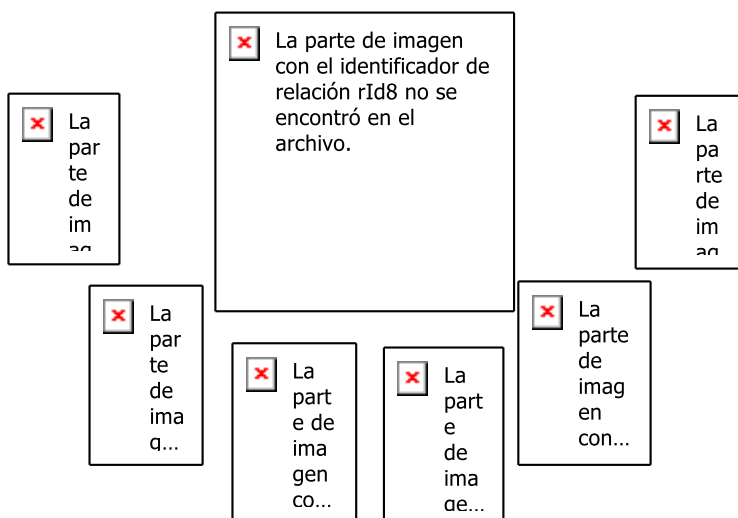 La parte de imagen
con el identificador de
relación rId8 no se
encontró en el
archivo.
La
par
te
de
im
ag
La
pa
rte
de
im
ag
La
par
te
de
ima
g...
La
part
e de
ima
gen
co...
La
part
e
de
ima
ge...
La
parte
de
imag
en
con...